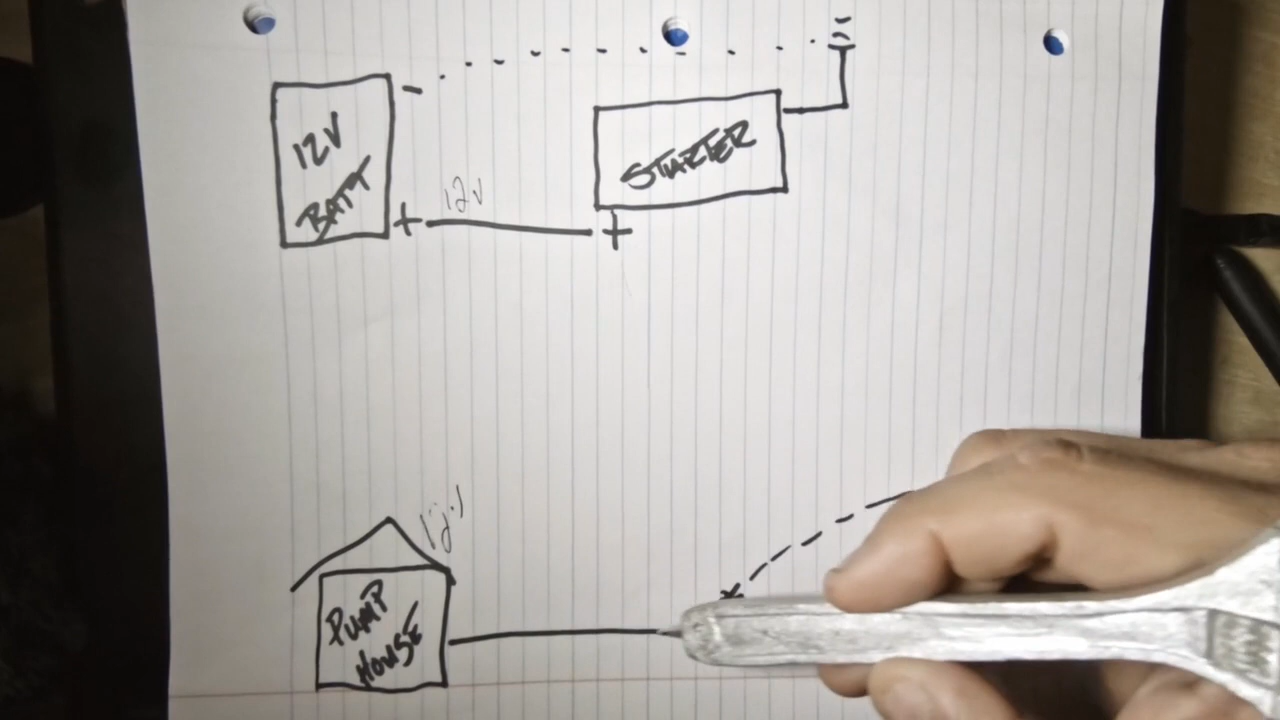 12V
BATT
-
+
12V
+
STARTER
PUMP
HOUSE